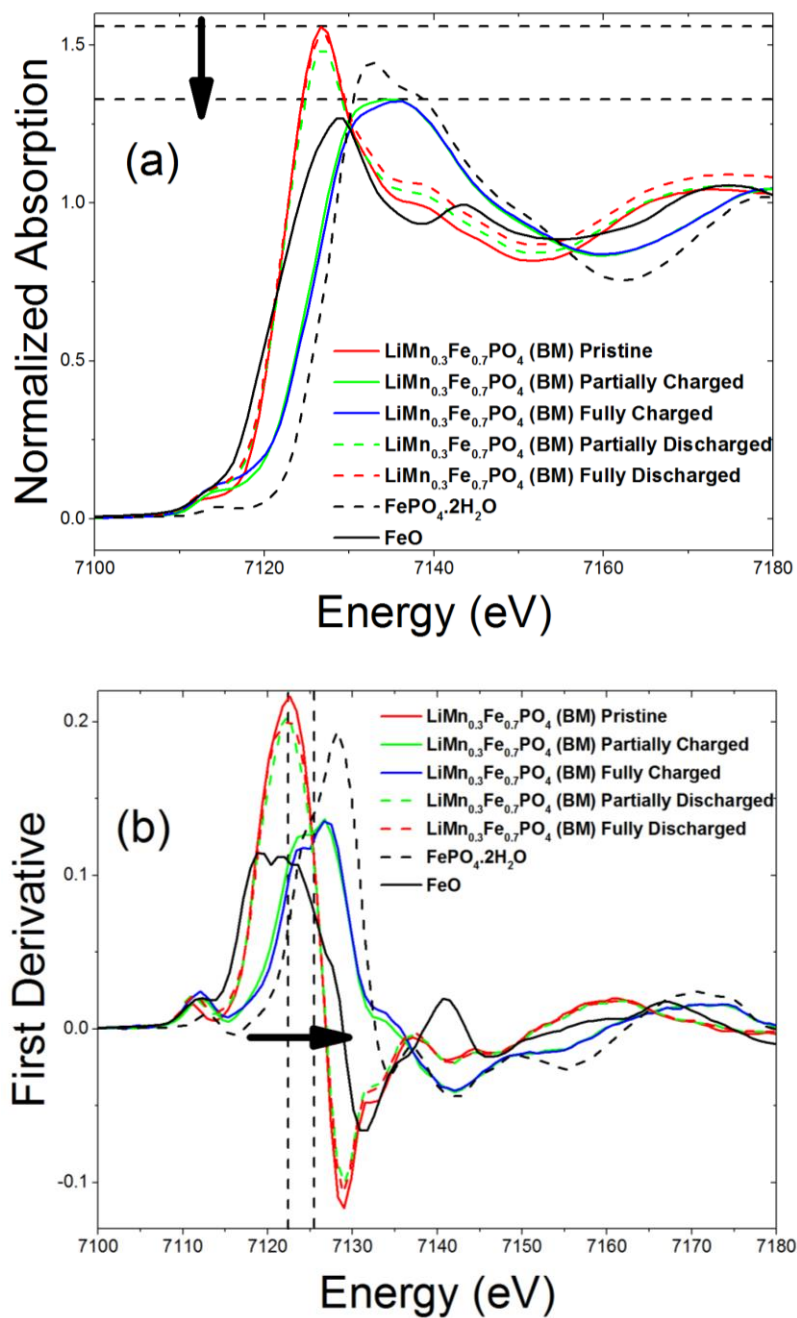 1.5
1.0
0.5
0.0
Normalized Absorption
(a)
LiMn0.3Fe0.7PO4 (BM) Pristine
LiMn0.3Fe0.7PO4 (BM) Partially Charged
LiMn0.3Fe0.7PO4 (BM) Fully Charged
LiMn0.3Fe0.7PO4 (BM) Partially Discharged
LiMn0.3Fe0.7PO4 (BM) Fully Discharged
FePO4.2H2O
FeO
7100 7120 7140 7160 7180
Energy (eV)
0.2
0.1
0.0
-0.1
First Derivative
(b)
LiMn0.3Fe0.7PO4 (BM) Pristine
LiMn0.3Fe0.7PO4 (BM) Partially Charged
LiMn0.3Fe0.7PO4 (BM) Fully Charged
LiMn0.3Fe0.7PO4 (BM) Partially Discharged
LiMn0.3Fe0.7PO4 (BM) Fully Discharged
FePO4.2H2O
FeO
7100 7120 7130 7140 7150 7160 7173 7180
Energy (eV)